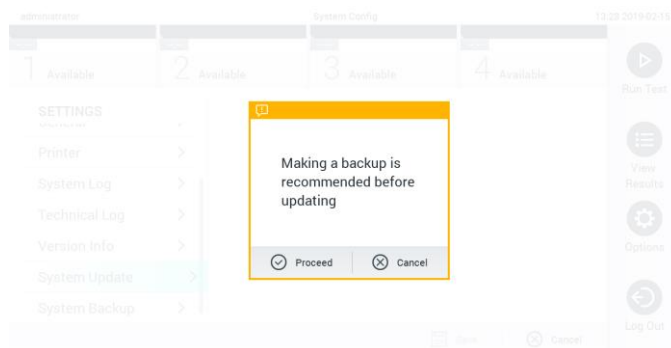 administrator
System Config
13:28 2019-02-15
1 Available
2 Available
3 Available
4 Available
Run Test
SETTINGS
General
Printer
System Log
Technical Log
Version Info
System Update
System Backup
Making a backup is
recommended before
updating
Proceed
Cancel
View
Results
Options
Log Out
Save
Cancel